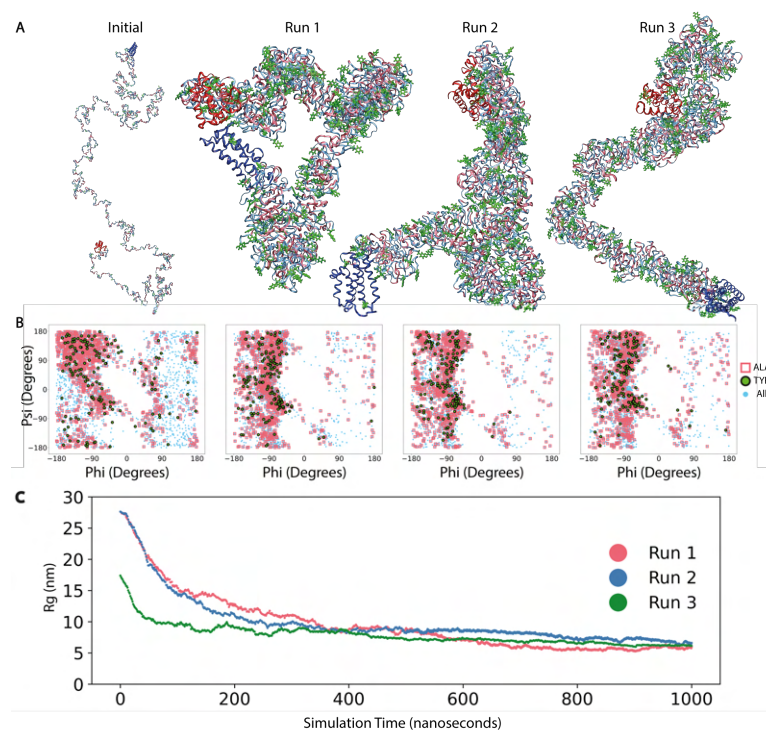 A Initial Run 1 Run 2 Run 3
B
180 90 0 −90 −180
Psi (Degrees)
−180 −90 0 90 180 −180 −90 0 90 180 −180 −90 0 90 180 −180 −90 0 90 180
Phi (Degrees) Phi (Degrees) Phi (Degrees) Phi (Degrees)
C
30
25
20
15
10
5
0
Rg (nm)
Run 1
Run 2
Run 3
0 200 400 600 800 1000
Simulation Time (nanoseconds)